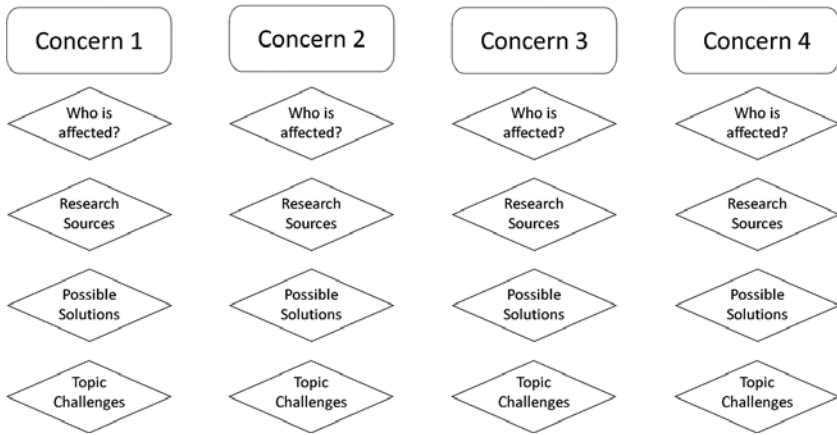 Concern 1
Concern 2
Concern 3
Concern 4
Who is
affected?
Who is
affected?
Who is
affected?
Who is
affected?
Research
Sources
Research
Sources
Research
Sources
Research
Sources
Possible
Solutions
Possible
Solutions
Possible
Solutions
Possible
Solutions
Topic
Challenges
Topic
Challenges
Topic
Challenges
Topic
Challenges